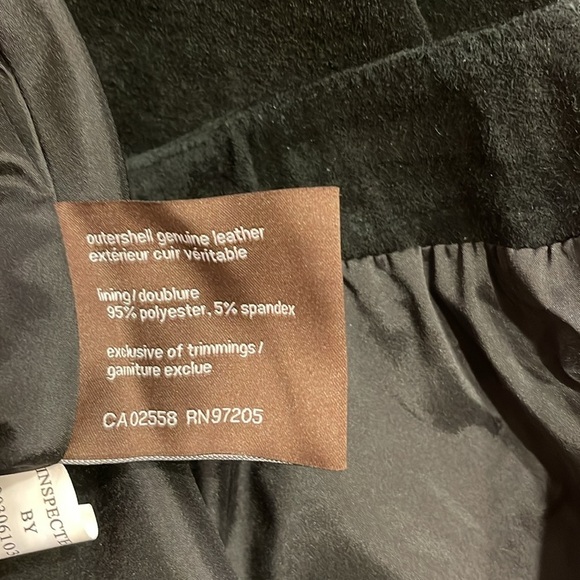 outershell genuine leather
extérieur cuir véritable
lining/doublure
95% polyester, 5% spandex
exclusive of trimmings/
garniture exclue
CA02558 RN97205
INSPECTE
BY